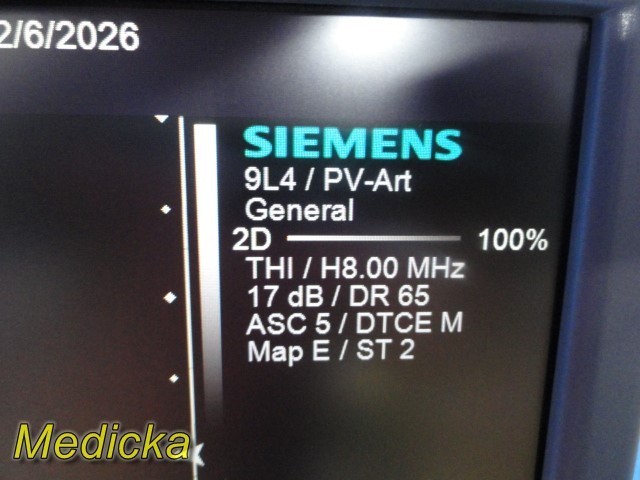 2/6/2026
SIEMENS
9L4 / PV-Art
General
2D 100%
THI / H8.00 MHz
17 dB / DR 65
ASC 5 / DTCE M
Map E / ST 2
Medicka